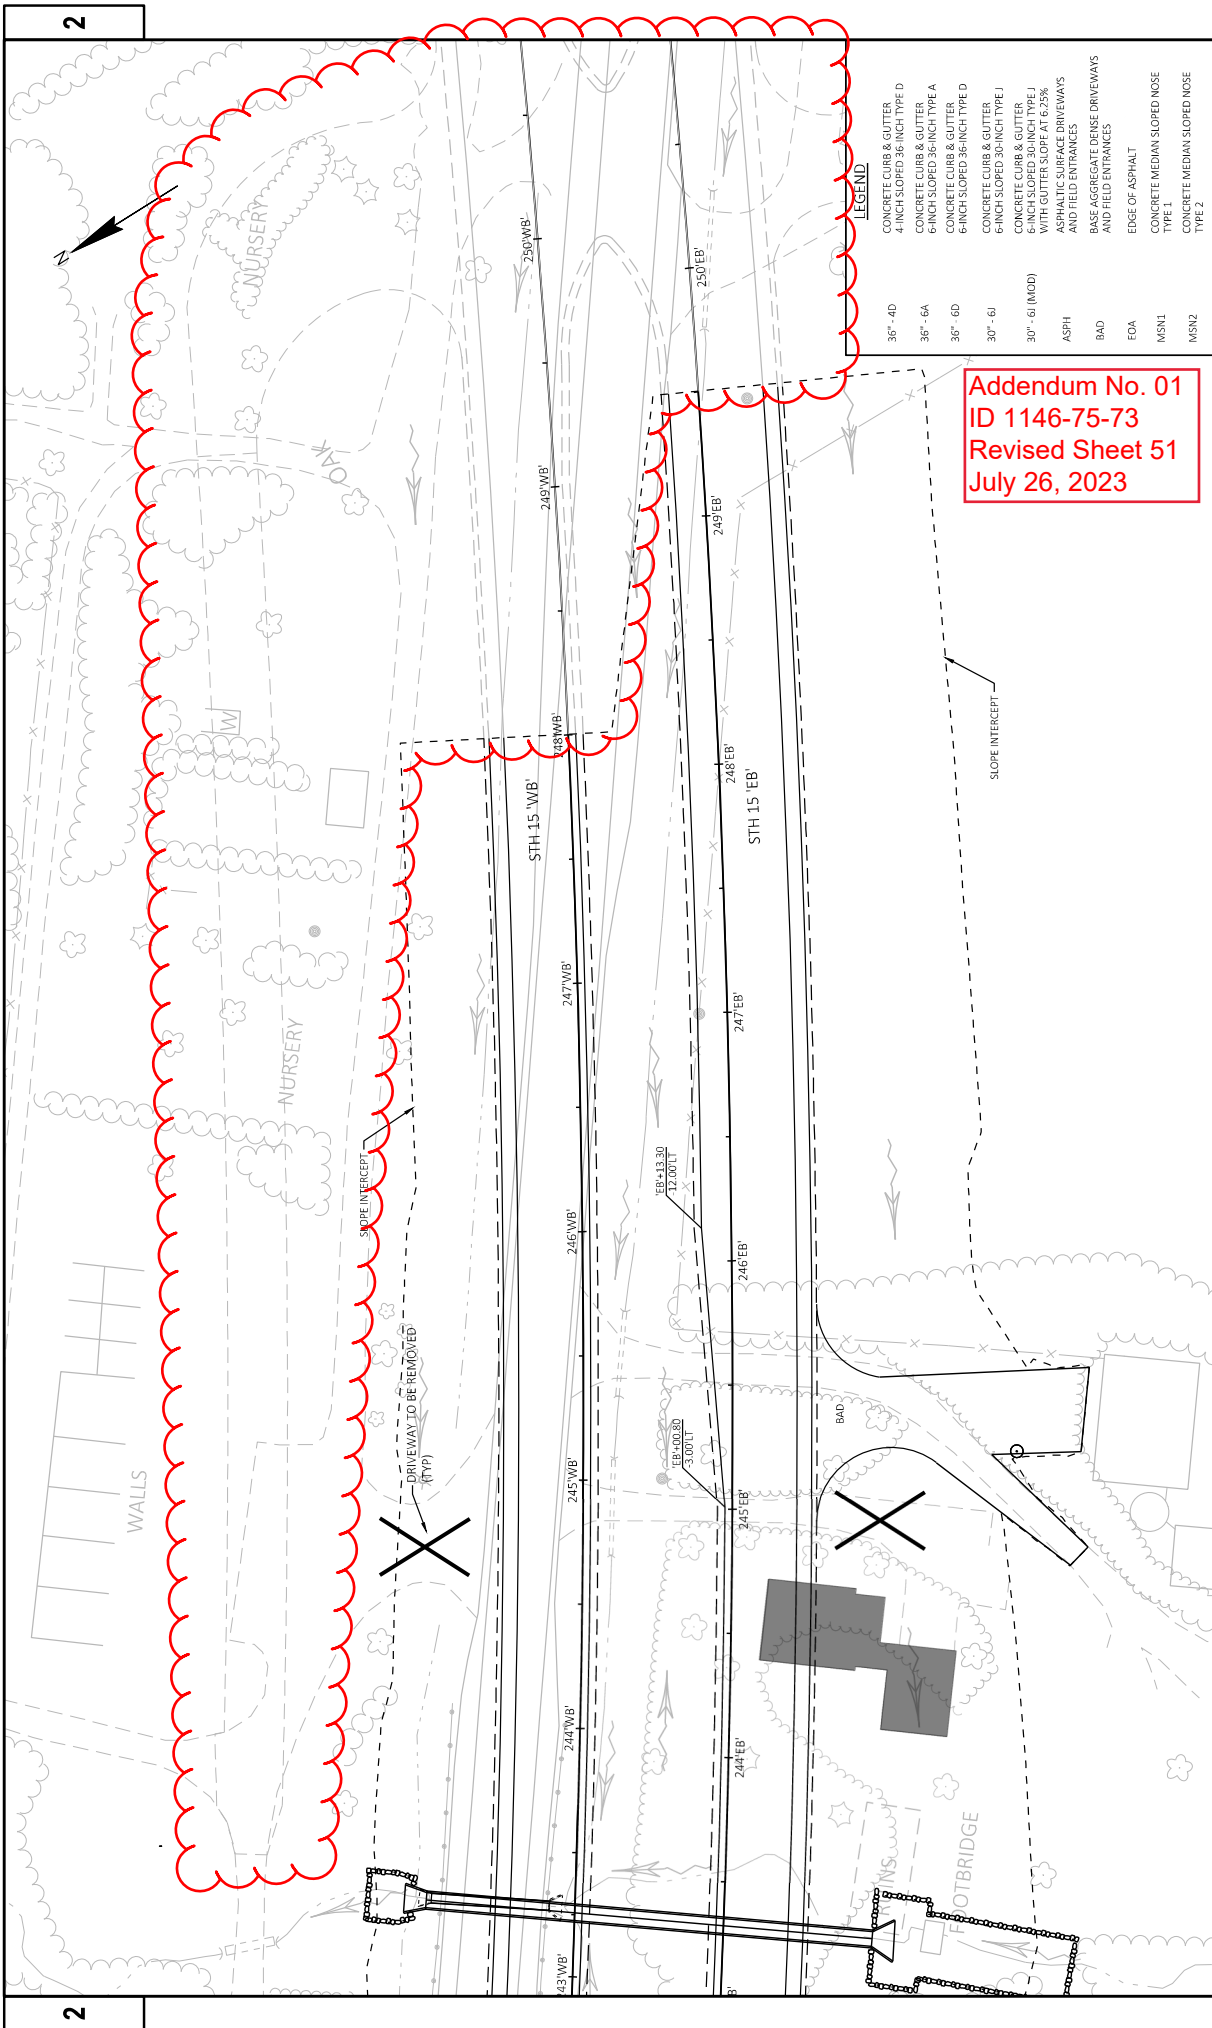 2
LEGEND
36" - 4D
CONCRETE CURB & GUTTER
4-INCH SLOPED 36-INCH TYPE D
36" - 6A
CONCRETE CURB & GUTTER
6-INCH SLOPED 36-INCH TYPE A
36" - 6D
CONCRETE CURB & GUTTER
6-INCH SLOPED 36-INCH TYPE D
30" - 6J
CONCRETE CURB & GUTTER
6-INCH SLOPED 30-INCH TYPE J
30" - 6J (MOD)
CONCRETE CURB & GUTTER
6-INCH SLOPED 30-INCH TYPE J
WITH GUTTER SLOPE AT 6.25%
ASPH
ASPHALTIC SURFACE DRIVEWAYS
AND FIELD ENTRANCES
BAD
BASE AGGREGATE DENSE DRIVEWAYS
AND FIELD ENTRANCES
EOA
EDGE OF ASPHALT
MSN1
CONCRETE MEDIAN SLOPED NOSE
TYPE 1
MSN2
CONCRETE MEDIAN SLOPED NOSE
TYPE 2
Addendum No. 01
ID 1146-75-73
Revised Sheet 51
July 26, 2023
N
NURSERY
OAK
W
NURSERY
WALLS
250'WB'
249'WB'
248'WB'
247'WB'
246'WB'
245'WB'
244'WB'
243'WB'
STH 15 'WB'
250'EB'
249'EB'
248'EB'
247'EB'
246'EB'
245'EB'
244'EB'
B'
STH 15 'EB'
SLOPE INTERCEPT
SLOPE INTERCEPT
'EB'+13.30
-12.00'LT
'EB'+00.80
-3.00'LT
DRIVEWAY TO BE REMOVED
(TYP)
BAD
FOOTBRIDGE
2